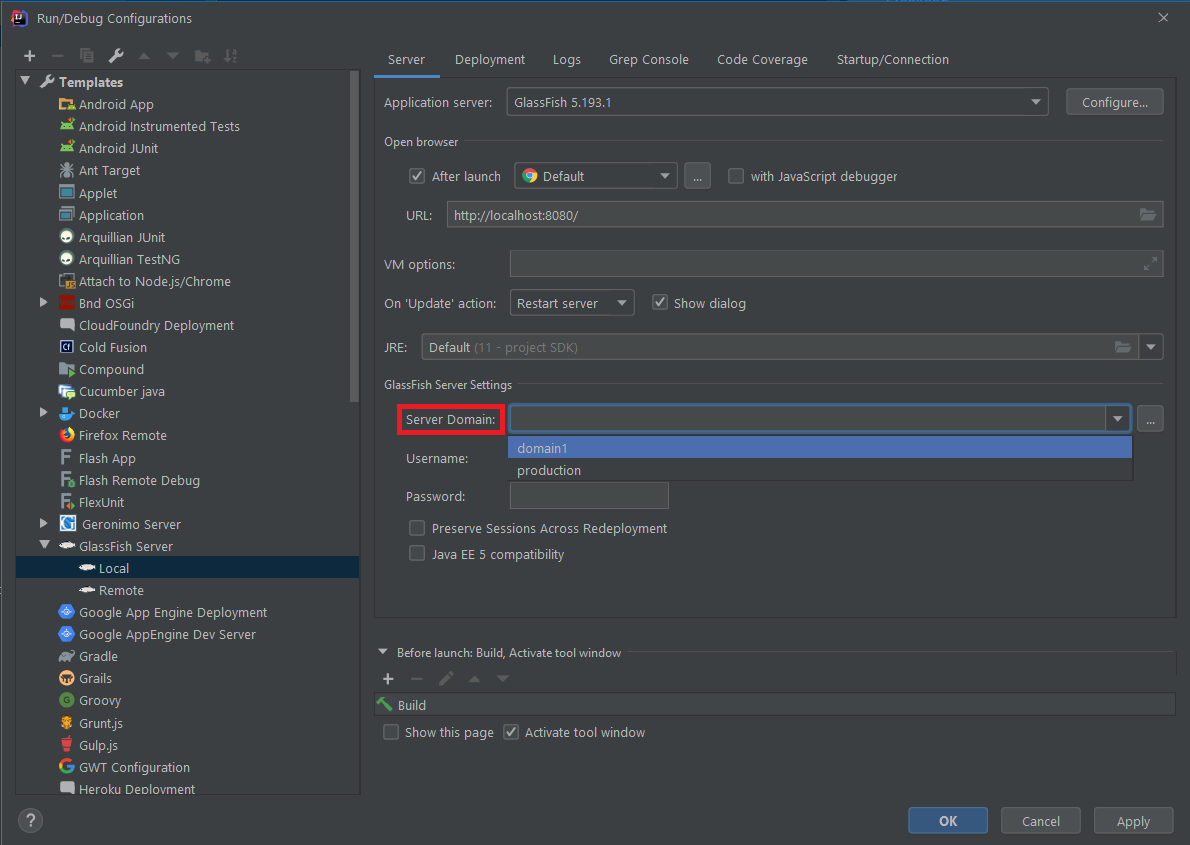 Run/Debug Configurations
Templates
Android App
Android Instrumented Tests
Android JUnit
Ant Target
Applet
Application
Arquillian JUnit
Arquillian TestNG
Attach to Node.js/Chrome
Bnd OSGi
CloudFoundry Deployment
Cold Fusion
Compound
Cucumber java
Docker
Firefox Remote
Flash App
Flash Remote Debug
FlexUnit
Geronimo Server
GlassFish Server
Local
Remote
Google App Engine Deployment
Google AppEngine Dev Server
Gradle
Grails
Groovy
Grunt.js
Gulp.js
GWT Configuration
Heroku Deployment
Server Deployment Logs Grep Console Code Coverage Startup/Connection
Application server: GlassFish 5.193.1 Configure...
Open browser
After launch Default ... with JavaScript debugger
URL: http://localhost:8080/
VM options:
On 'Update' action: Restart server Show dialog
JRE: Default (11 - project SDK)
GlassFish Server Settings
Server Domain: ...
domain1
Username:
production
Password:
Preserve Sessions Across Redeployment
Java EE 5 compatibility
Before launch: Build, Activate tool window
Build
Show this page Activate tool window
? OK Cancel Apply